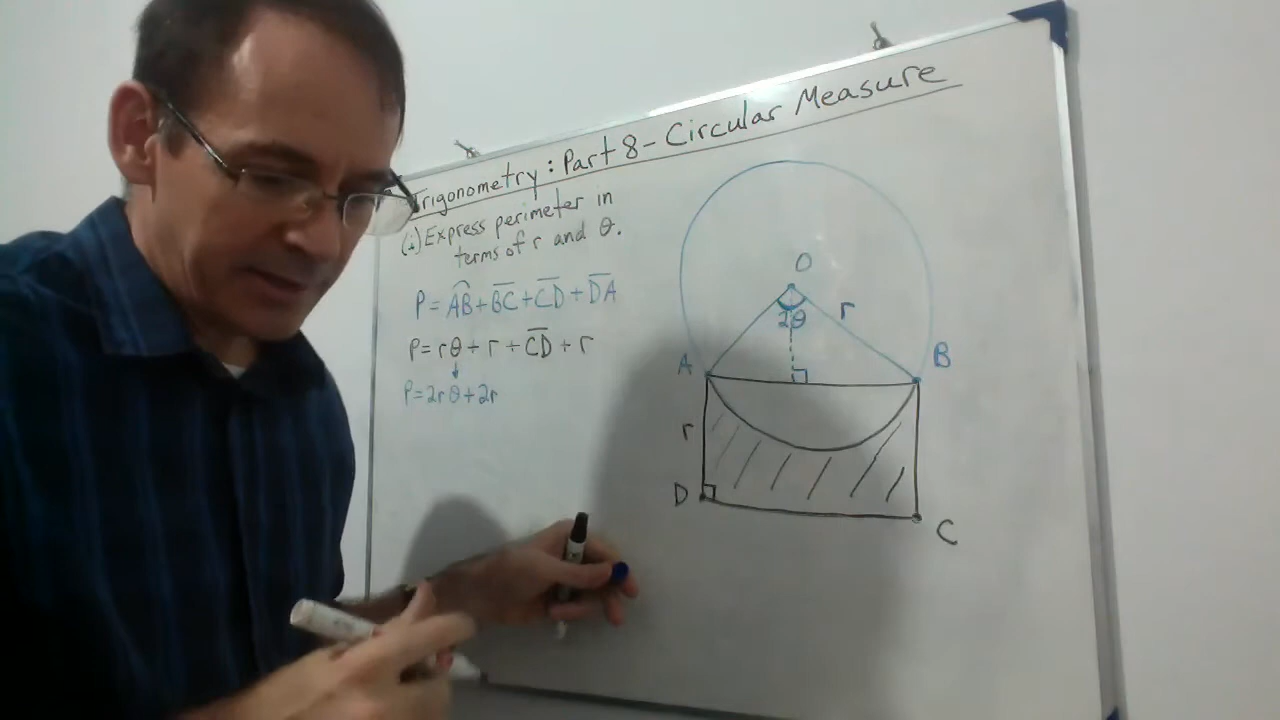 Trigonometry: Part 8 - Circular Measure
(i) Express perimeter in
terms of r and θ.
P = AB + BC + CD + DA
P = rθ + r + CD + r
P = 2rθ + 2r
O
2θ
r
A
B
r
D
C